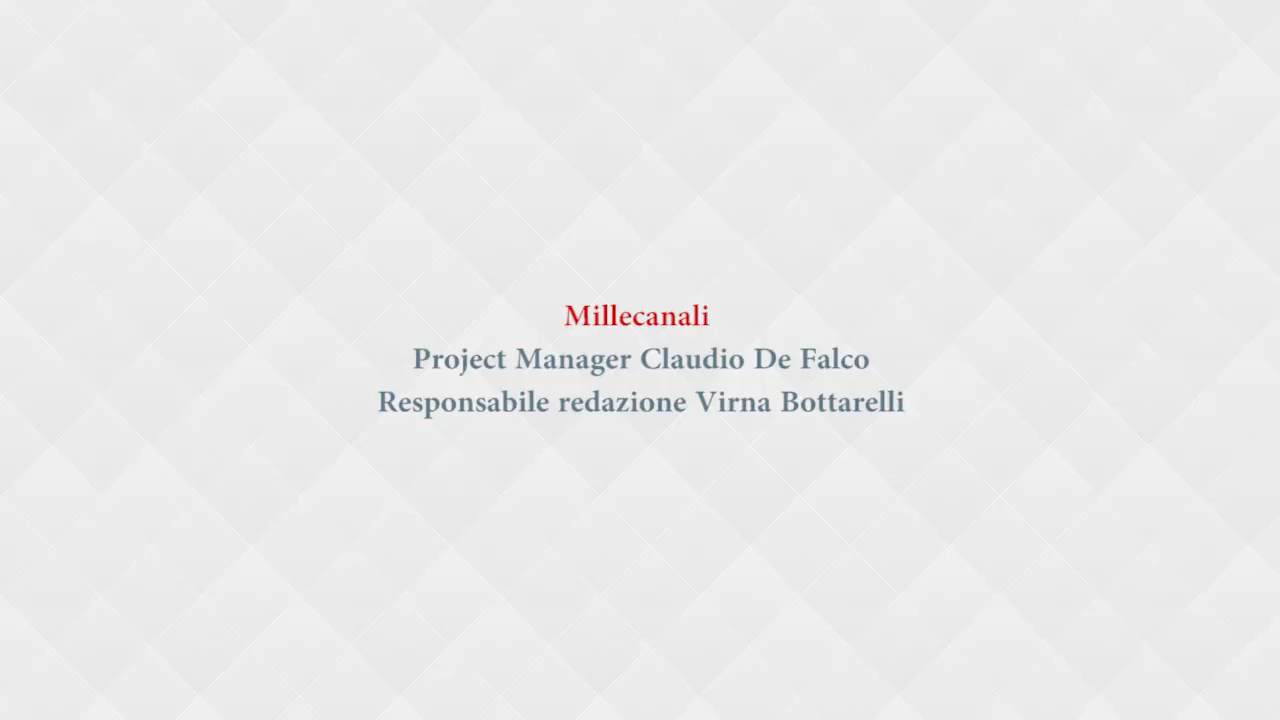 Millecanali
Project Manager Claudio De Falco
Responsabile redazione Virna Bottarelli